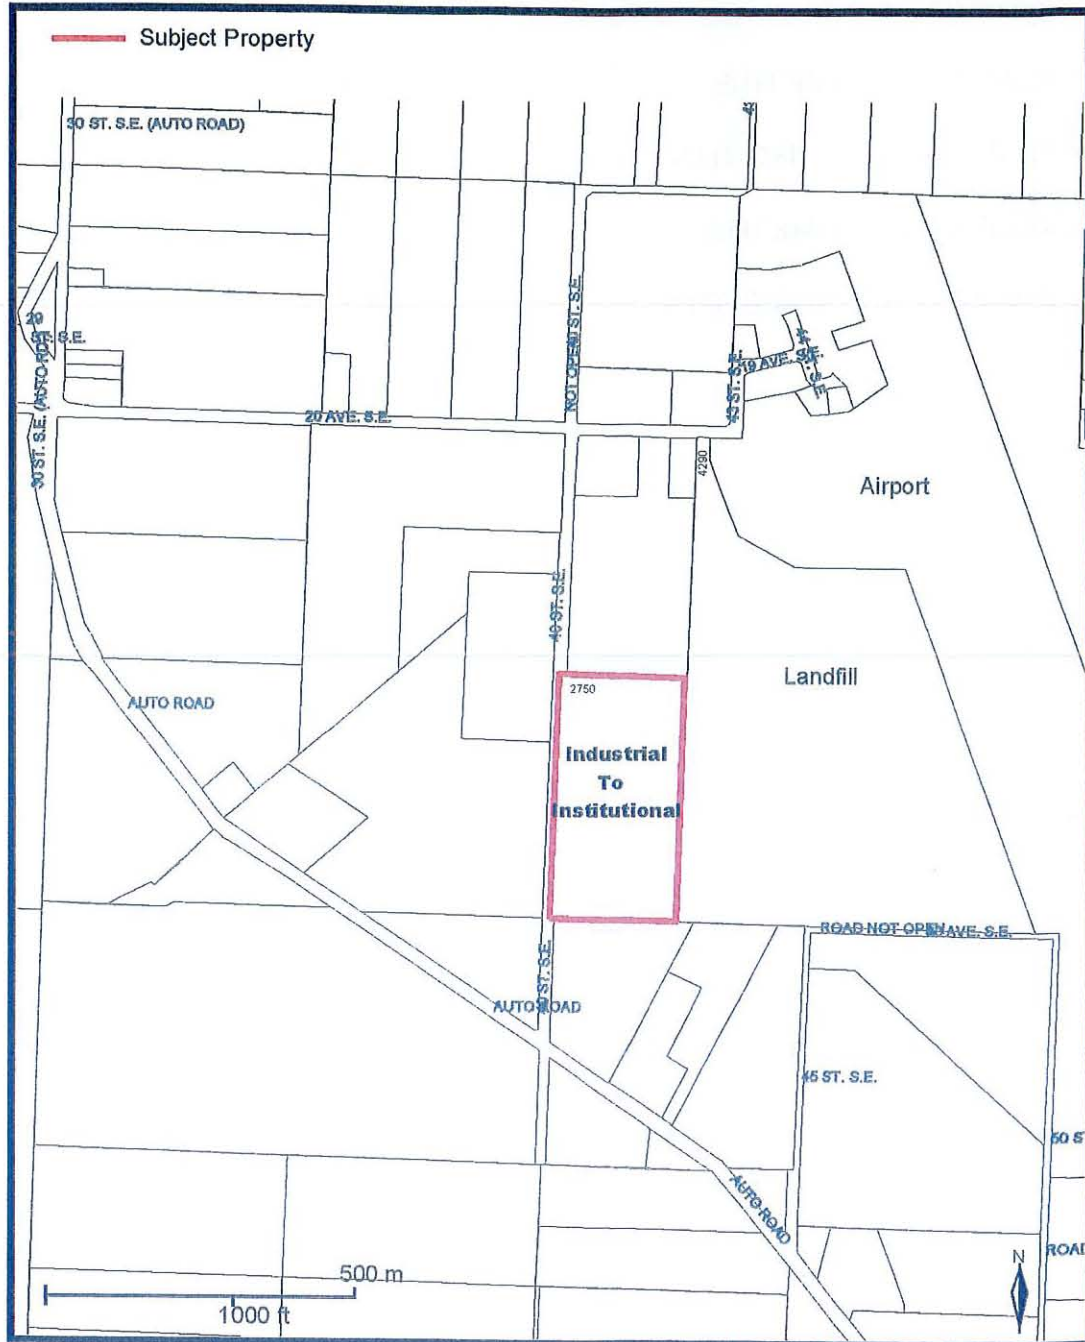 Subject Property
30 ST. S.E. (AUTO ROAD)
NOT OPEN
ST. S.E.
29
ST. S.E.
30 ST. S.E. (AUTO RD)
20 AVE. S.E.
43 ST. S.E.
19 AVE. S.E.
4290
Airport
40 ST. S.E.
Landfill
2750
AUTO ROAD
Industrial
To
Institutional
ROAD NOT OPEN
AVE. S.E.
40 ST. S.E.
AUTO ROAD
45 ST. S.E.
50 ST
AUTO ROAD
ROAD
N
500 m
1000 ft